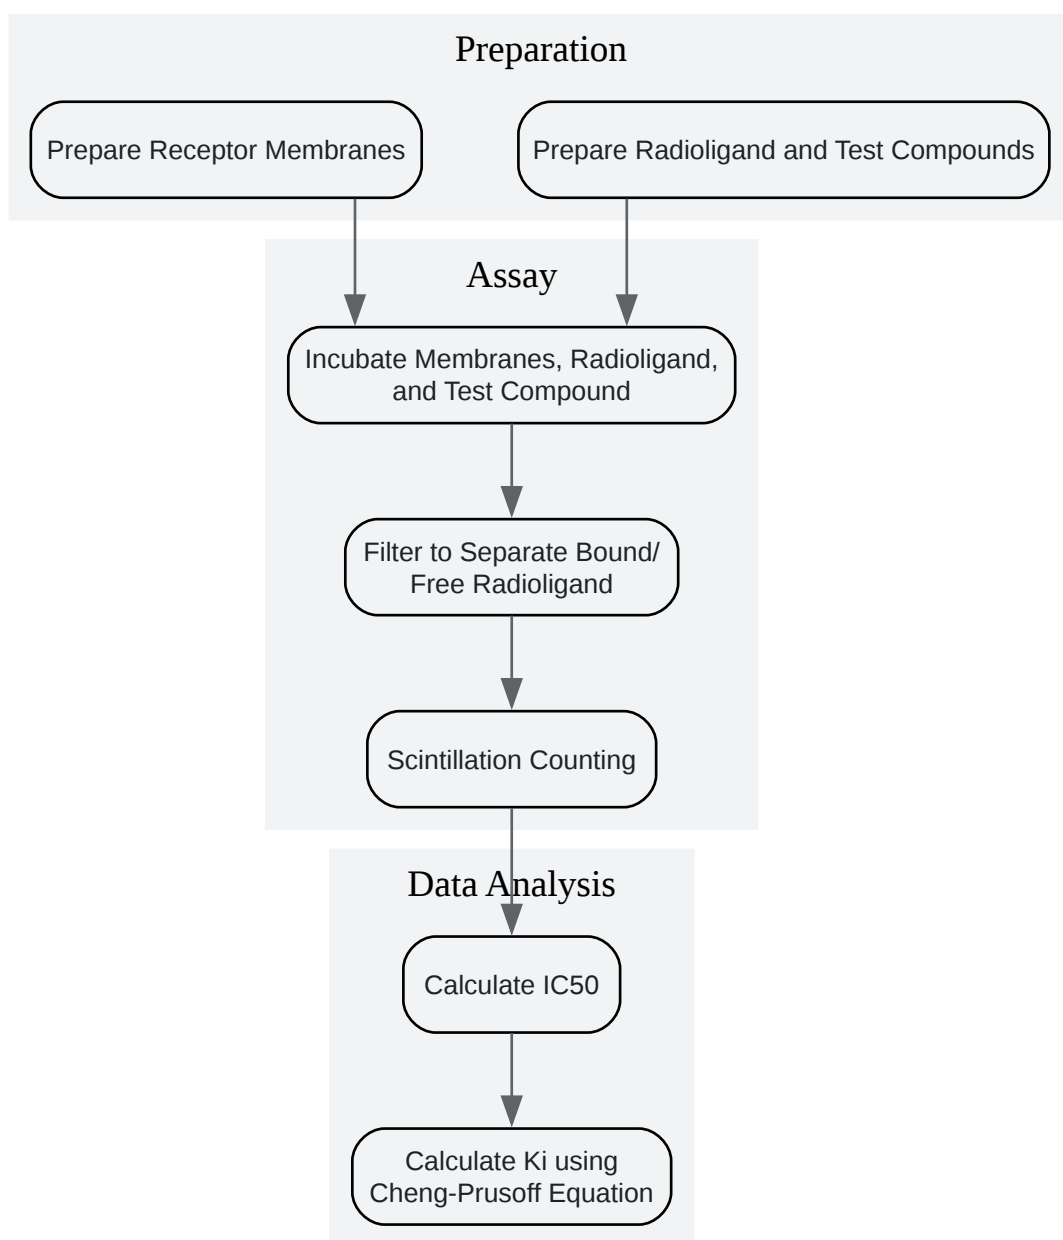 Preparation
Prepare Receptor Membranes
Prepare Radioligand and Test Compounds
Assay
Incubate Membranes, Radioligand,
and Test Compound
Filter to Separate Bound/
Free Radioligand
Scintillation Counting
Data Analysis
Calculate IC50
Calculate Ki using
Cheng-Prusoff Equation